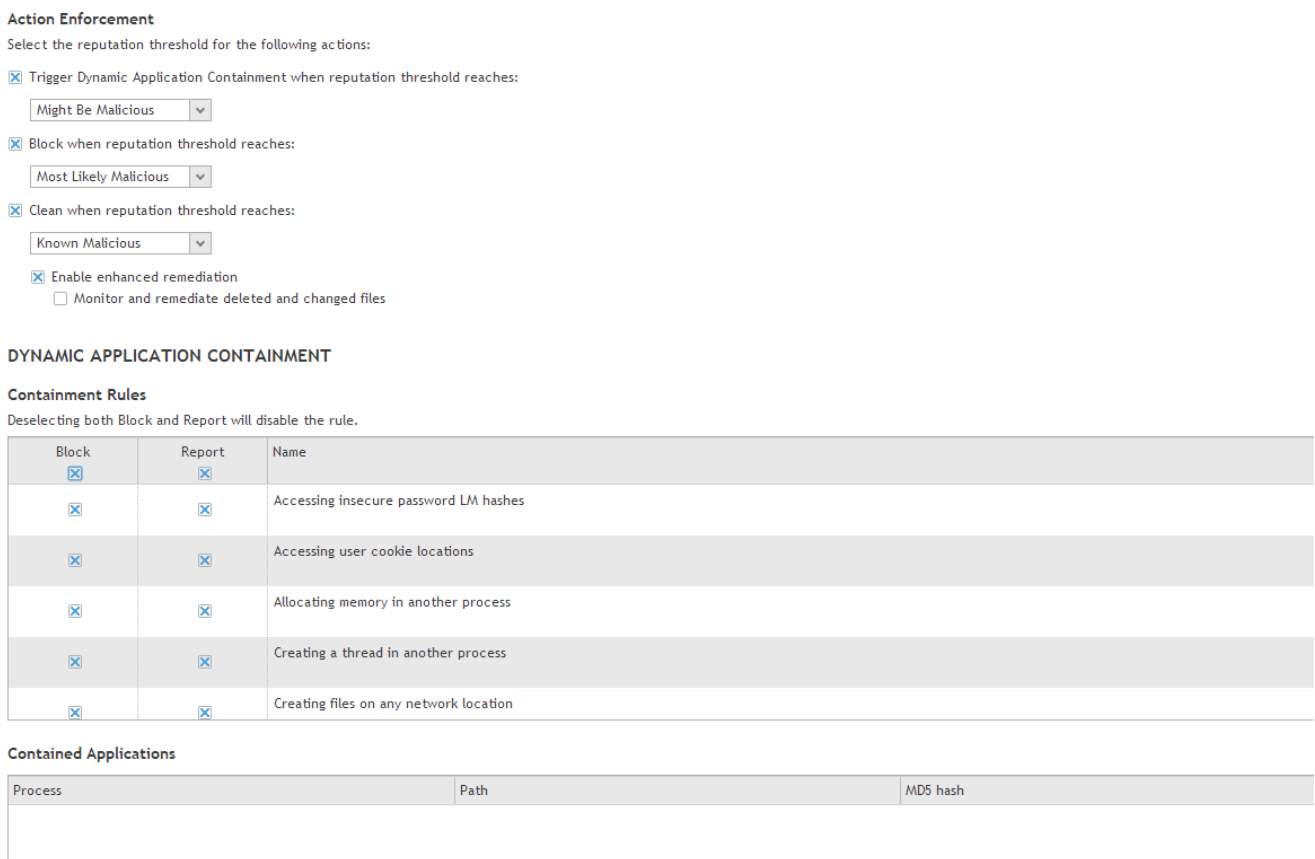 Action Enforcement
Select the reputation threshold for the following actions:
Trigger Dynamic Application Containment when reputation threshold reaches:
Might Be Malicious
Block when reputation threshold reaches:
Most Likely Malicious
Clean when reputation threshold reaches:
Known Malicious
Enable enhanced remediation
Monitor and remediate deleted and changed files
DYNAMIC APPLICATION CONTAINMENT
Containment Rules
Deselecting both Block and Report will disable the rule.
Block Report Name
Accessing insecure password LM hashes
Accessing user cookie locations
Allocating memory in another process
Creating a thread in another process
Creating files on any network location
Contained Applications
Process Path MD5 hash